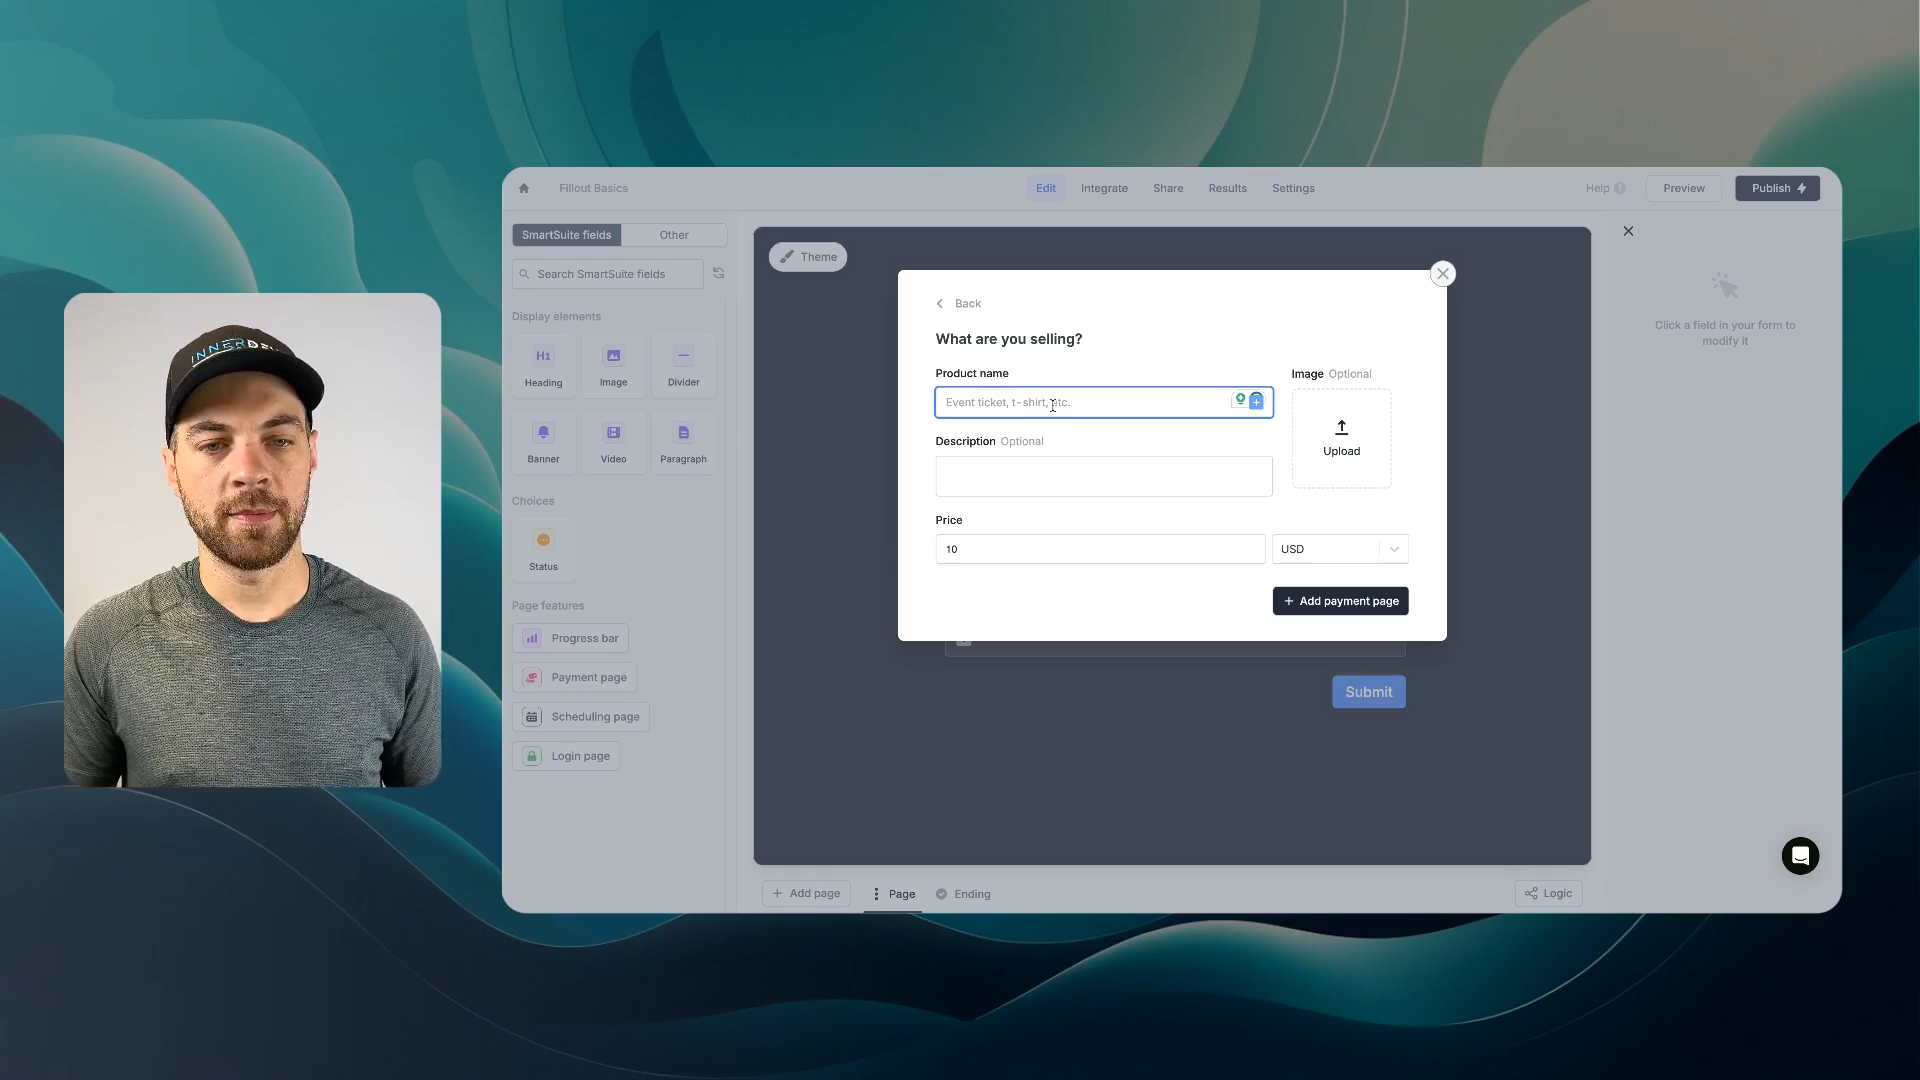 Fillout Basics
Edit
Integrate
Share
Results
Settings
Help
Preview
Publish
SmartSuite fields
Other
Search SmartSuite fields
Display elements
H1
Heading
Image
Divider
Banner
Video
Paragraph
Choices
Status
Page features
Progress bar
Payment page
Scheduling page
Login page
Theme
Back
What are you selling?
Product name
Event ticket, t-shirt, etc.
Image Optional
Upload
Description Optional
Price
10
USD
+ Add payment page
Submit
Click a field in your form to
modify it
+ Add page
Page
Ending
Logic